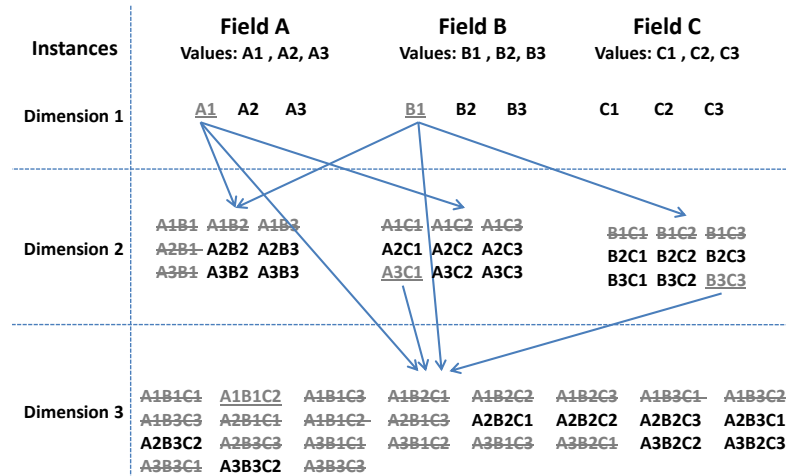 Field A Field B Field C
Instances Values: A1 , A2, A3 Values: B1 , B2, B3 Values: C1 , C2, C3
Dimension 1 A1 A2 A3 B1 B2 B3 C1 C2 C3
A1B1 A1B2 A1B3 A1C1 A1C2 A1C3 B1C1 B1C2 B1C3
Dimension 2 A2B1 A2B2 A2B3 A2C1 A2C2 A2C3 B2C1 B2C2 B2C3
A3B1 A3B2 A3B3 A3C1 A3C2 A3C3 B3C1 B3C2 B3C3
A1B1C1 A1B1C2 A1B1C3 A1B2C1 A1B2C2 A1B2C3 A1B3C1 A1B3C2
Dimension 3 A1B3C3 A2B1C1 A1B1C2 A2B1C3 A2B2C1 A2B2C2 A2B2C3 A2B3C1
A2B3C2 A2B3C3 A3B1C1 A3B1C2 A3B1C3 A3B2C1 A3B2C2 A3B2C3
A3B3C1 A3B3C2 A3B3C3